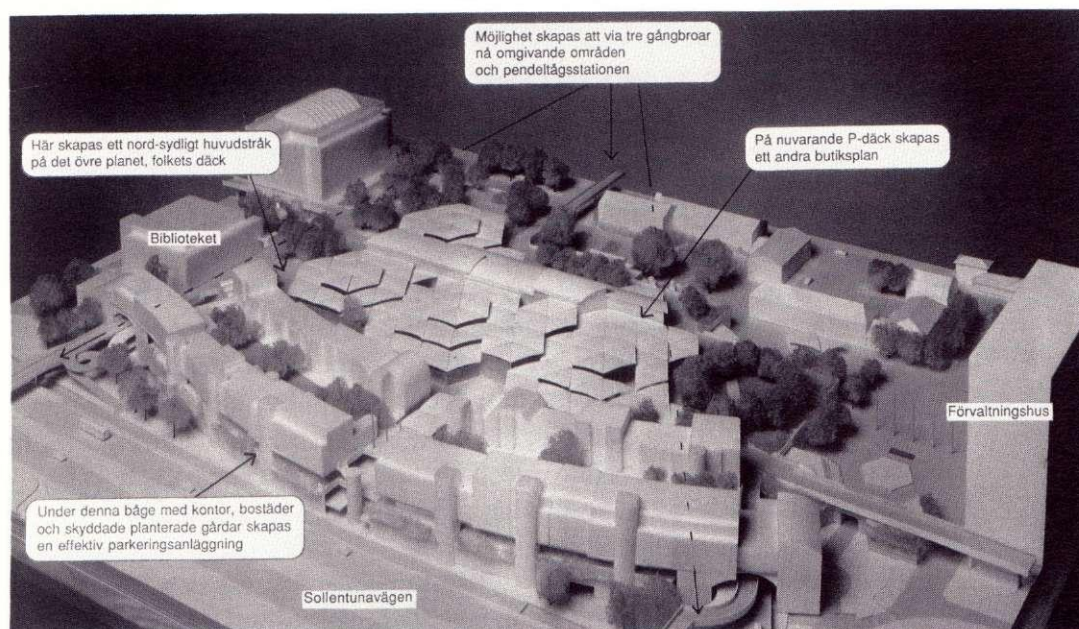 Möjlighet skapas att via tre gångbroar
nå omgivande områden
och pendeltågsstationen
Här skapas ett nord-sydligt huvudstråk
på det övre planet, folkets däck
På nuvarande P-däck skapas
ett andra butiksplan
Biblioteket
Förvaltningshus
Under denna båge med kontor, bostäder
och skyddade planterade gårdar skapas
en effektiv parkeringsanläggning
Sollentunavägen